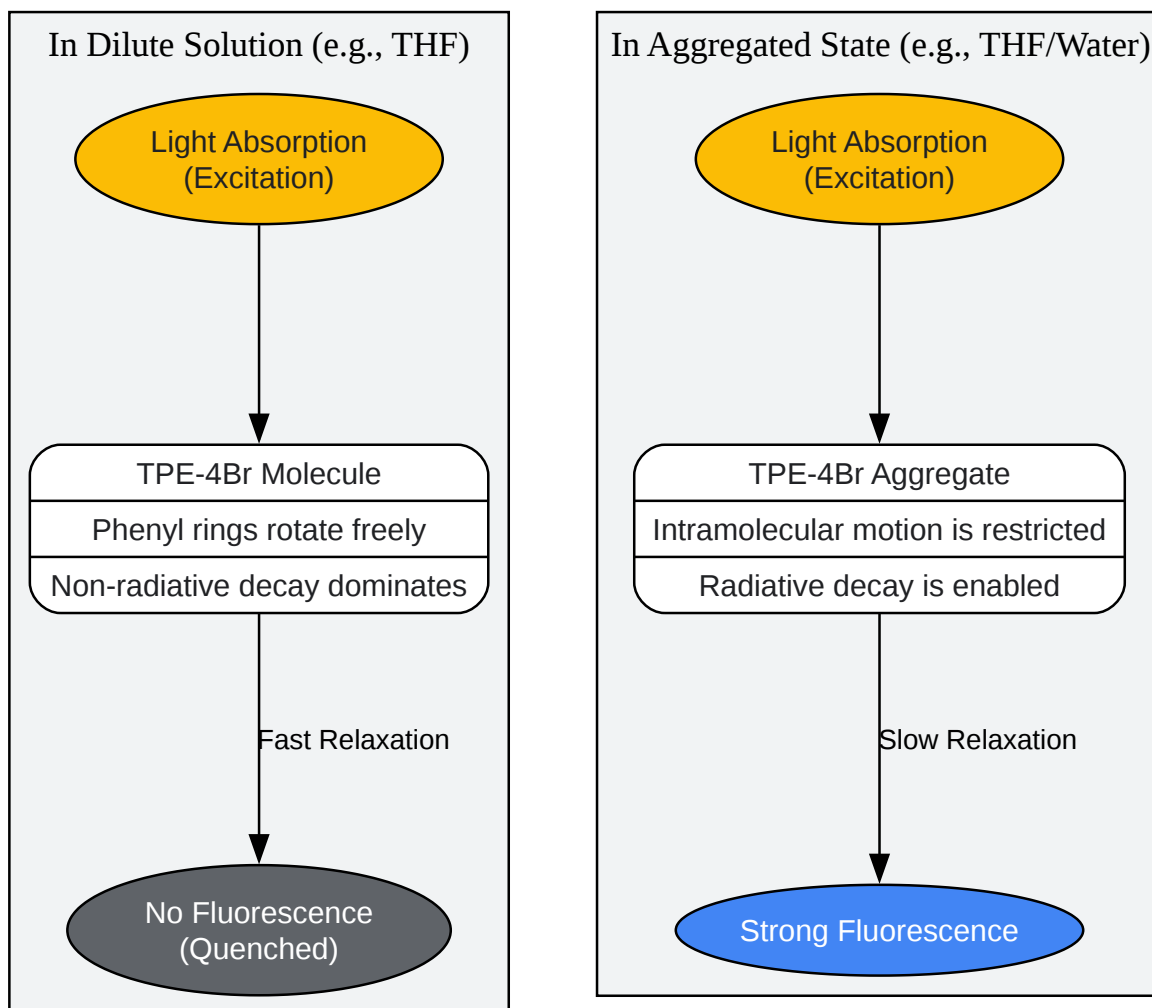 In Dilute Solution (e.g., THF)
Light Absorption
(Excitation)
TPE-4Br Molecule
Phenyl rings rotate freely
Non-radiative decay dominates
Fast Relaxation
No Fluorescence
(Quenched)
In Aggregated State (e.g., THF/Water)
Light Absorption
(Excitation)
TPE-4Br Aggregate
Intramolecular motion is restricted
Radiative decay is enabled
Slow Relaxation
Strong Fluorescence